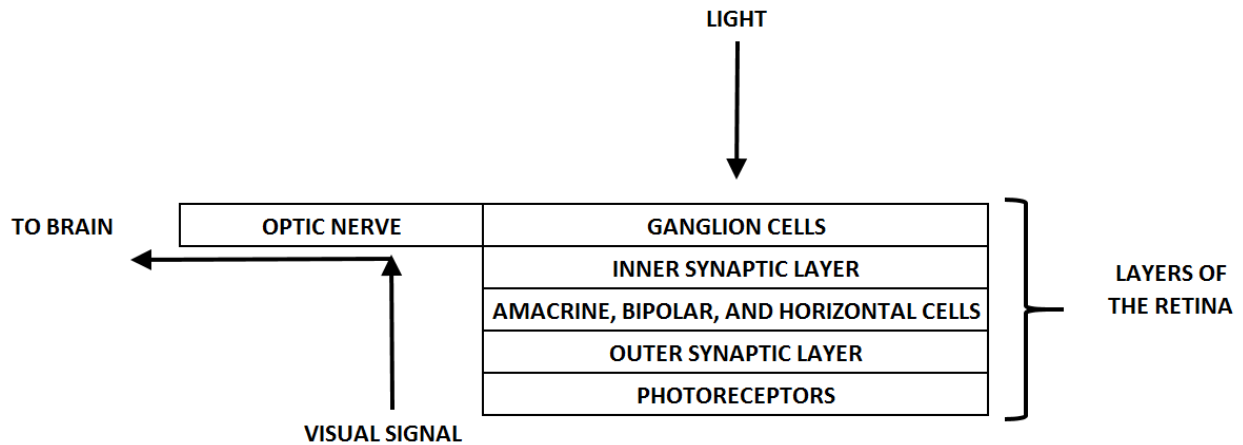 LIGHT
TO BRAIN
OPTIC NERVE
GANGLION CELLS
INNER SYNAPTIC LAYER
AMACRINE, BIPOLAR, AND HORIZONTAL CELLS
OUTER SYNAPTIC LAYER
PHOTORECEPTORS
LAYERS OF
THE RETINA
VISUAL SIGNAL